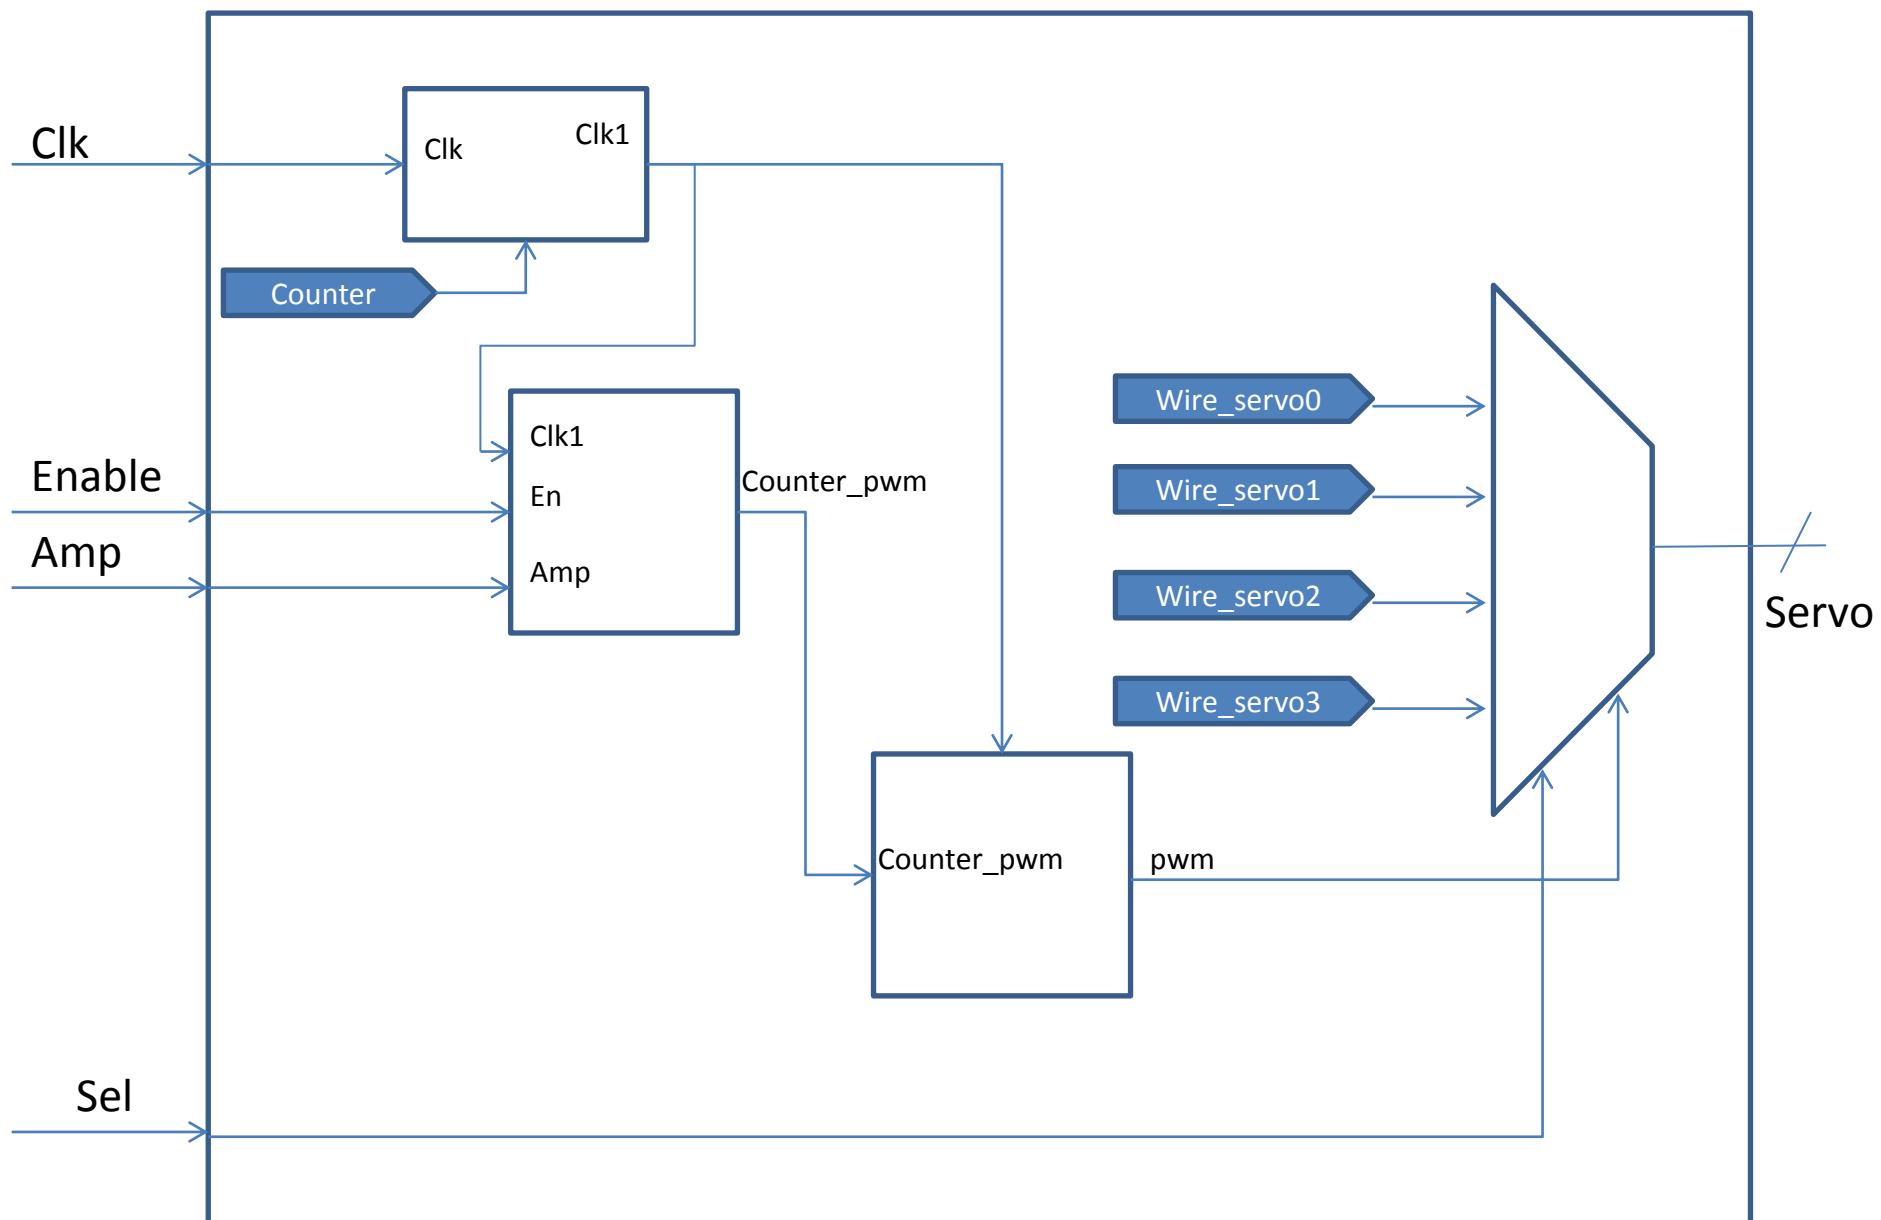 Clk
Clk
Clk1
Counter
Clk1
Enable
En
Counter_pwm
Amp
Amp
Wire_servo0
Wire_servo1
Wire_servo2
Wire_servo3
Servo
Counter_pwm
pwm
Sel